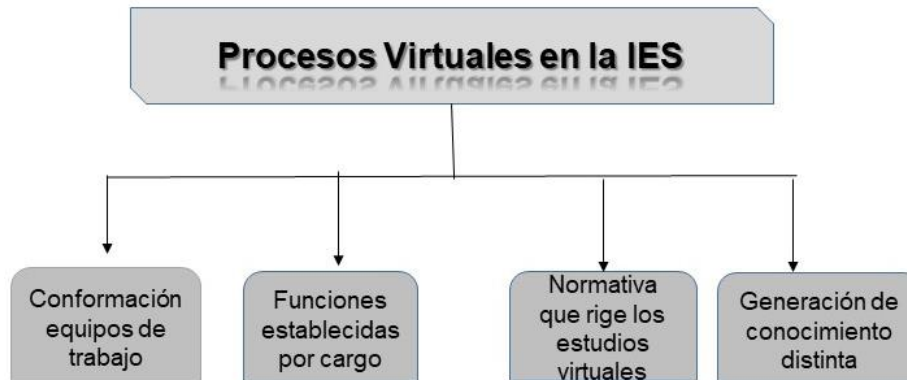 Procesos Virtuales en la IES
Conformación
equipos de
trabajo
Funciones
establecidas
por cargo
Normativa
que rige los
estudios
virtuales
Generación de
conocimiento
distinta